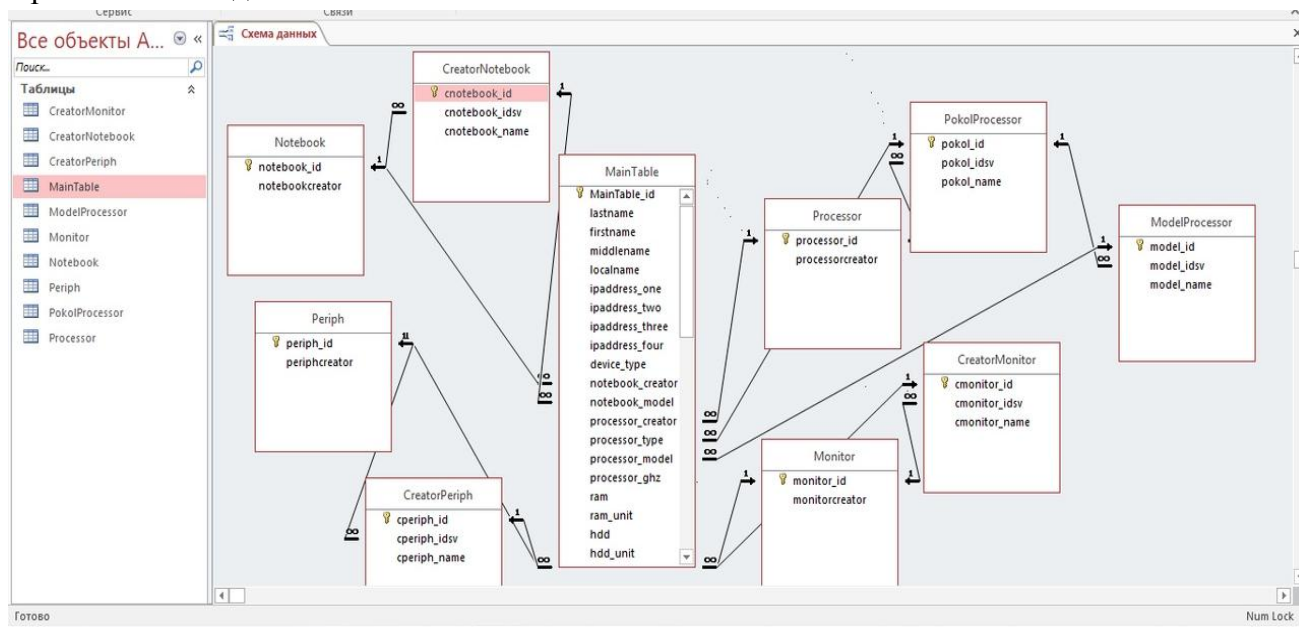 Сервис
Связи
Все объекты A...
Поиск...
Таблицы
CreatorMonitor
CreatorNotebook
CreatorPeriph
MainTable
ModelProcessor
Monitor
Notebook
Periph
PokolProcessor
Processor
Схема данных
CreatorNotebook
cnotebook_id
cnotebook_idsv
cnotebook_name
Notebook
notebook_id
notebookcreator
MainTable
MainTable_id
lastname
firstname
middlename
localname
ipaddress_one
ipaddress_two
ipaddress_three
ipaddress_four
device_type
notebook_creator
notebook_model
processor_creator
processor_type
processor_model
processor_ghz
ram
ram_unit
hdd
hdd_unit
Periph
periph_id
periphcreator
CreatorPeriph
cperiph_id
cperiph_idsv
cperiph_name
PokolProcessor
pokol_id
pokol_idsv
pokol_name
Processor
processor_id
processorcreator
ModelProcessor
model_id
model_idsv
model_name
CreatorMonitor
cmonitor_id
cmonitor_idsv
cmonitor_name
Monitor
monitor_id
monitorcreator
Готово
Num Lock